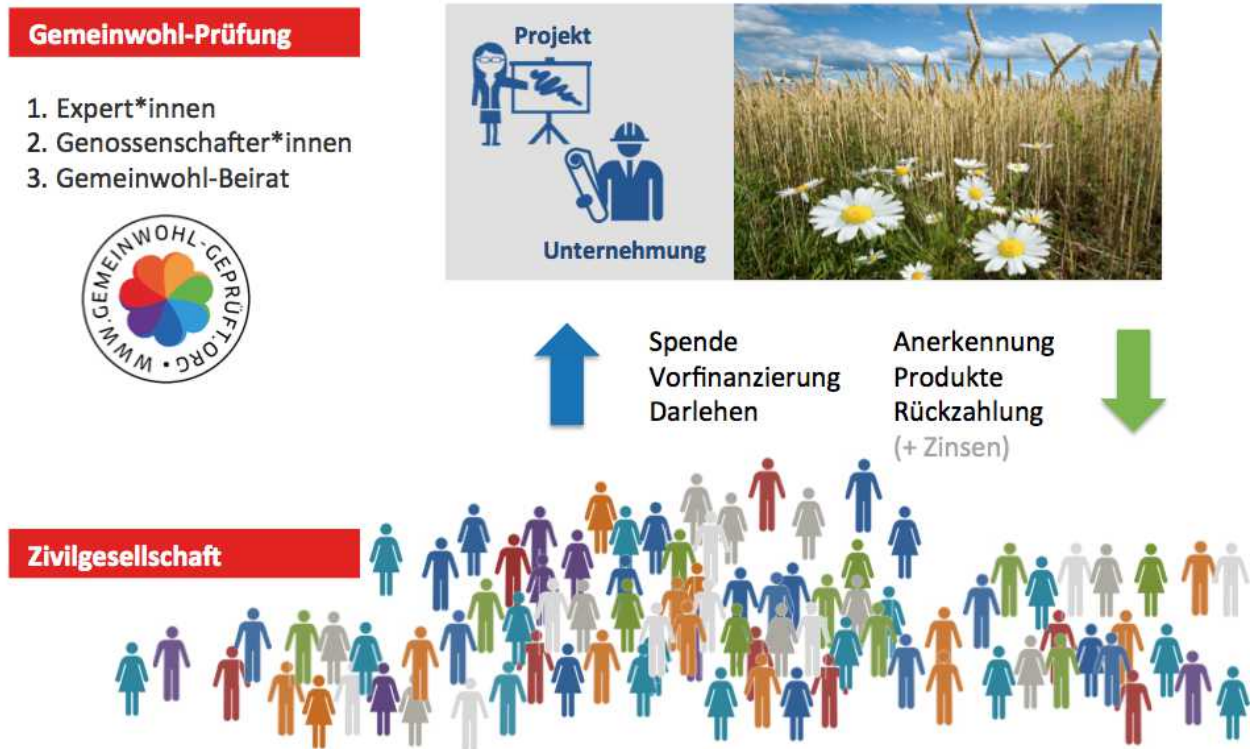 Gemeinwohl-Prüfung
1. Expert*innen
2. Genossenschafter*innen
3. Gemeinwohl-Beirat
WWW.GEMEINWOHL-GEPRÜFT.ORG •
Projekt
Unternehmung
Spende
Vorfinanzierung
Darlehen
Anerkennung
Produkte
Rückzahlung
(+ Zinsen)
Zivilgesellschaft